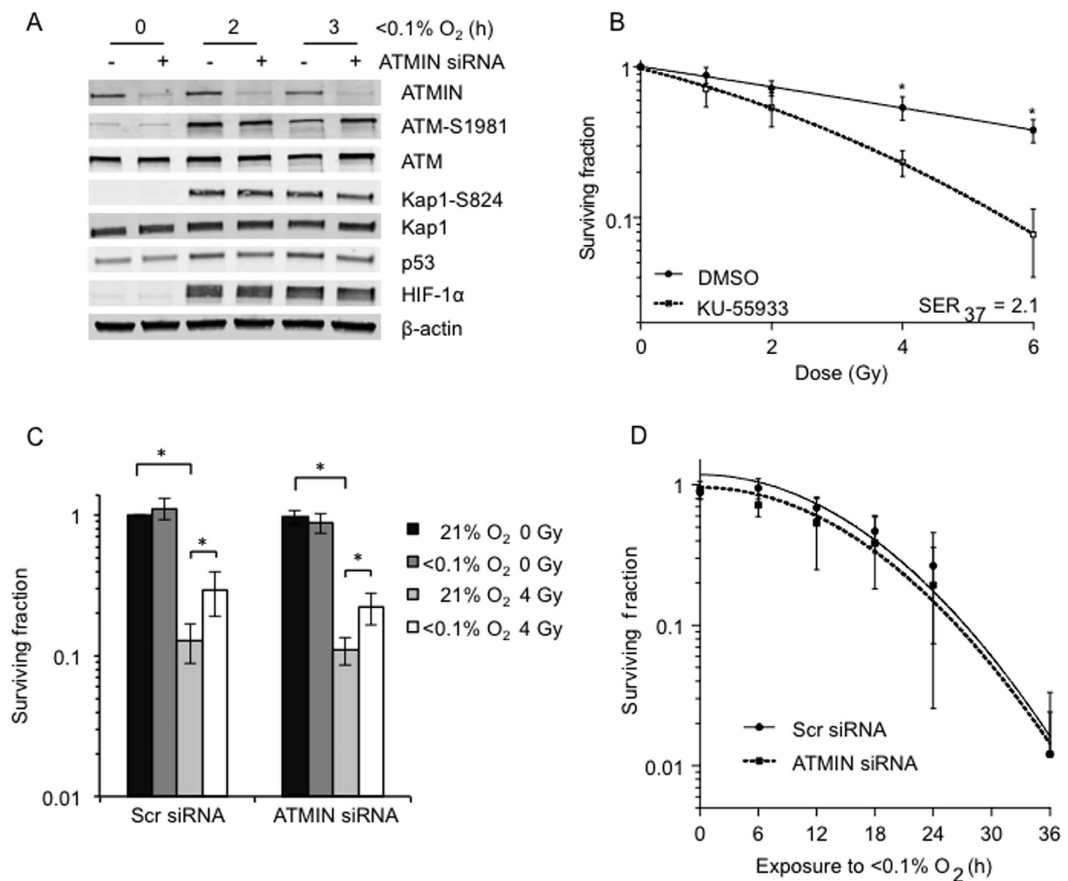 A
0 2 3 <0.1% O₂ (h)
- + - + - + ATMIN siRNA
ATMIN
ATM-S1981
ATM
Kap1-S824
Kap1
p53
HIF-1α
β-actin
B
Surviving fraction
1
0.1
DMSO
KU-55933
SER₃₇ = 2.1
0 2 4 6
Dose (Gy)
* *
C
Surviving fraction
1
0.1
0.01
* * * *
Scr siRNA ATMIN siRNA
21% O₂ 0 Gy
<0.1% O₂ 0 Gy
21% O₂ 4 Gy
<0.1% O₂ 4 Gy
D
Surviving fraction
1
0.1
0.01
Scr siRNA
ATMIN siRNA
0 6 12 18 24 30 36
Exposure to <0.1% O₂ (h)